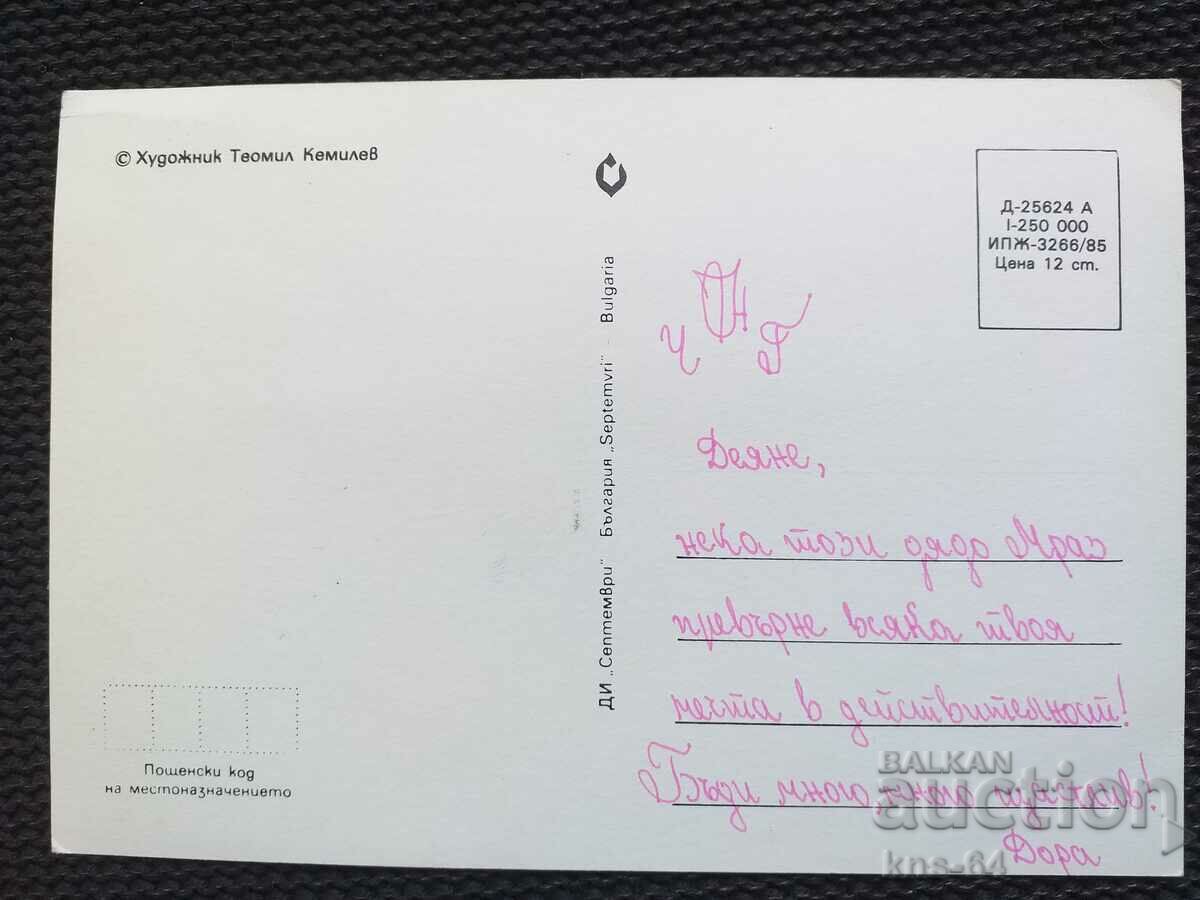 © Художник Теомил Кемилев
Д-25624 А
I-250 000
ИПЖ-3266/85
Цена 12 ст.
ДИ „Септември" България „Septemvri" - Bulgaria
Ч Н Г
Деяне,
нека този дядо Мраз
превърне всяка твоя
мечта в действителност!
Бъди много, много щастлив!
Дора
Пощенски код
на местоназначението
BALKAN
auction
kns-64